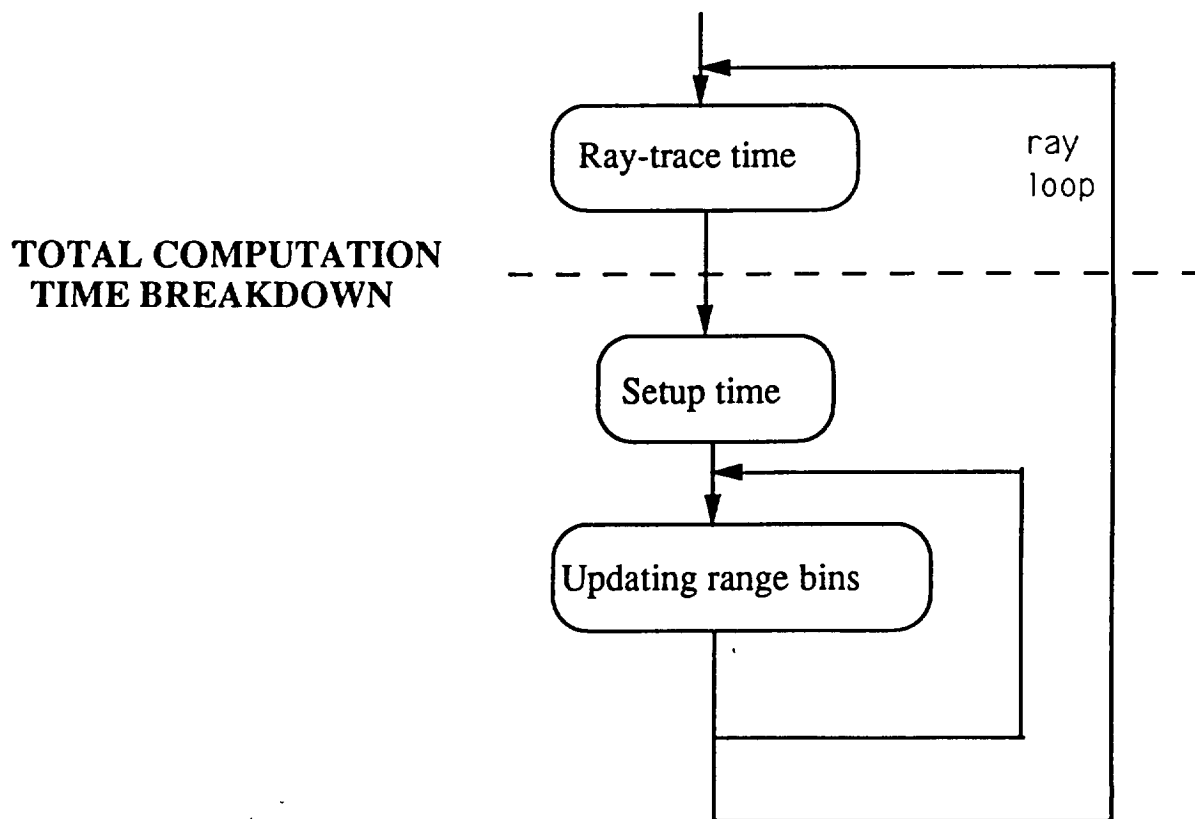 Ray-trace time
ray
loop
TOTAL COMPUTATION
TIME BREAKDOWN
Setup time
Updating range bins